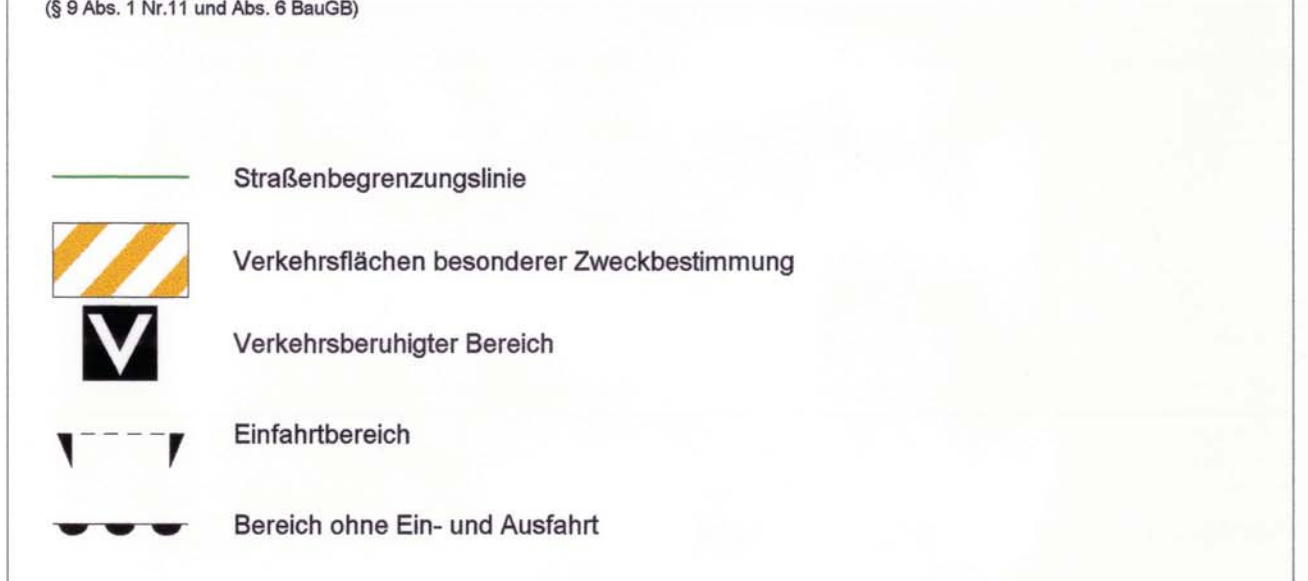 (§ 9 Abs. 1 Nr.11 und Abs. 6 BauGB)
Straßenbegrenzungslinie
Verkehrsflächen besonderer Zweckbestimmung
V
Verkehrsberuhigter Bereich
Einfahrtbereich
Bereich ohne Ein- und Ausfahrt